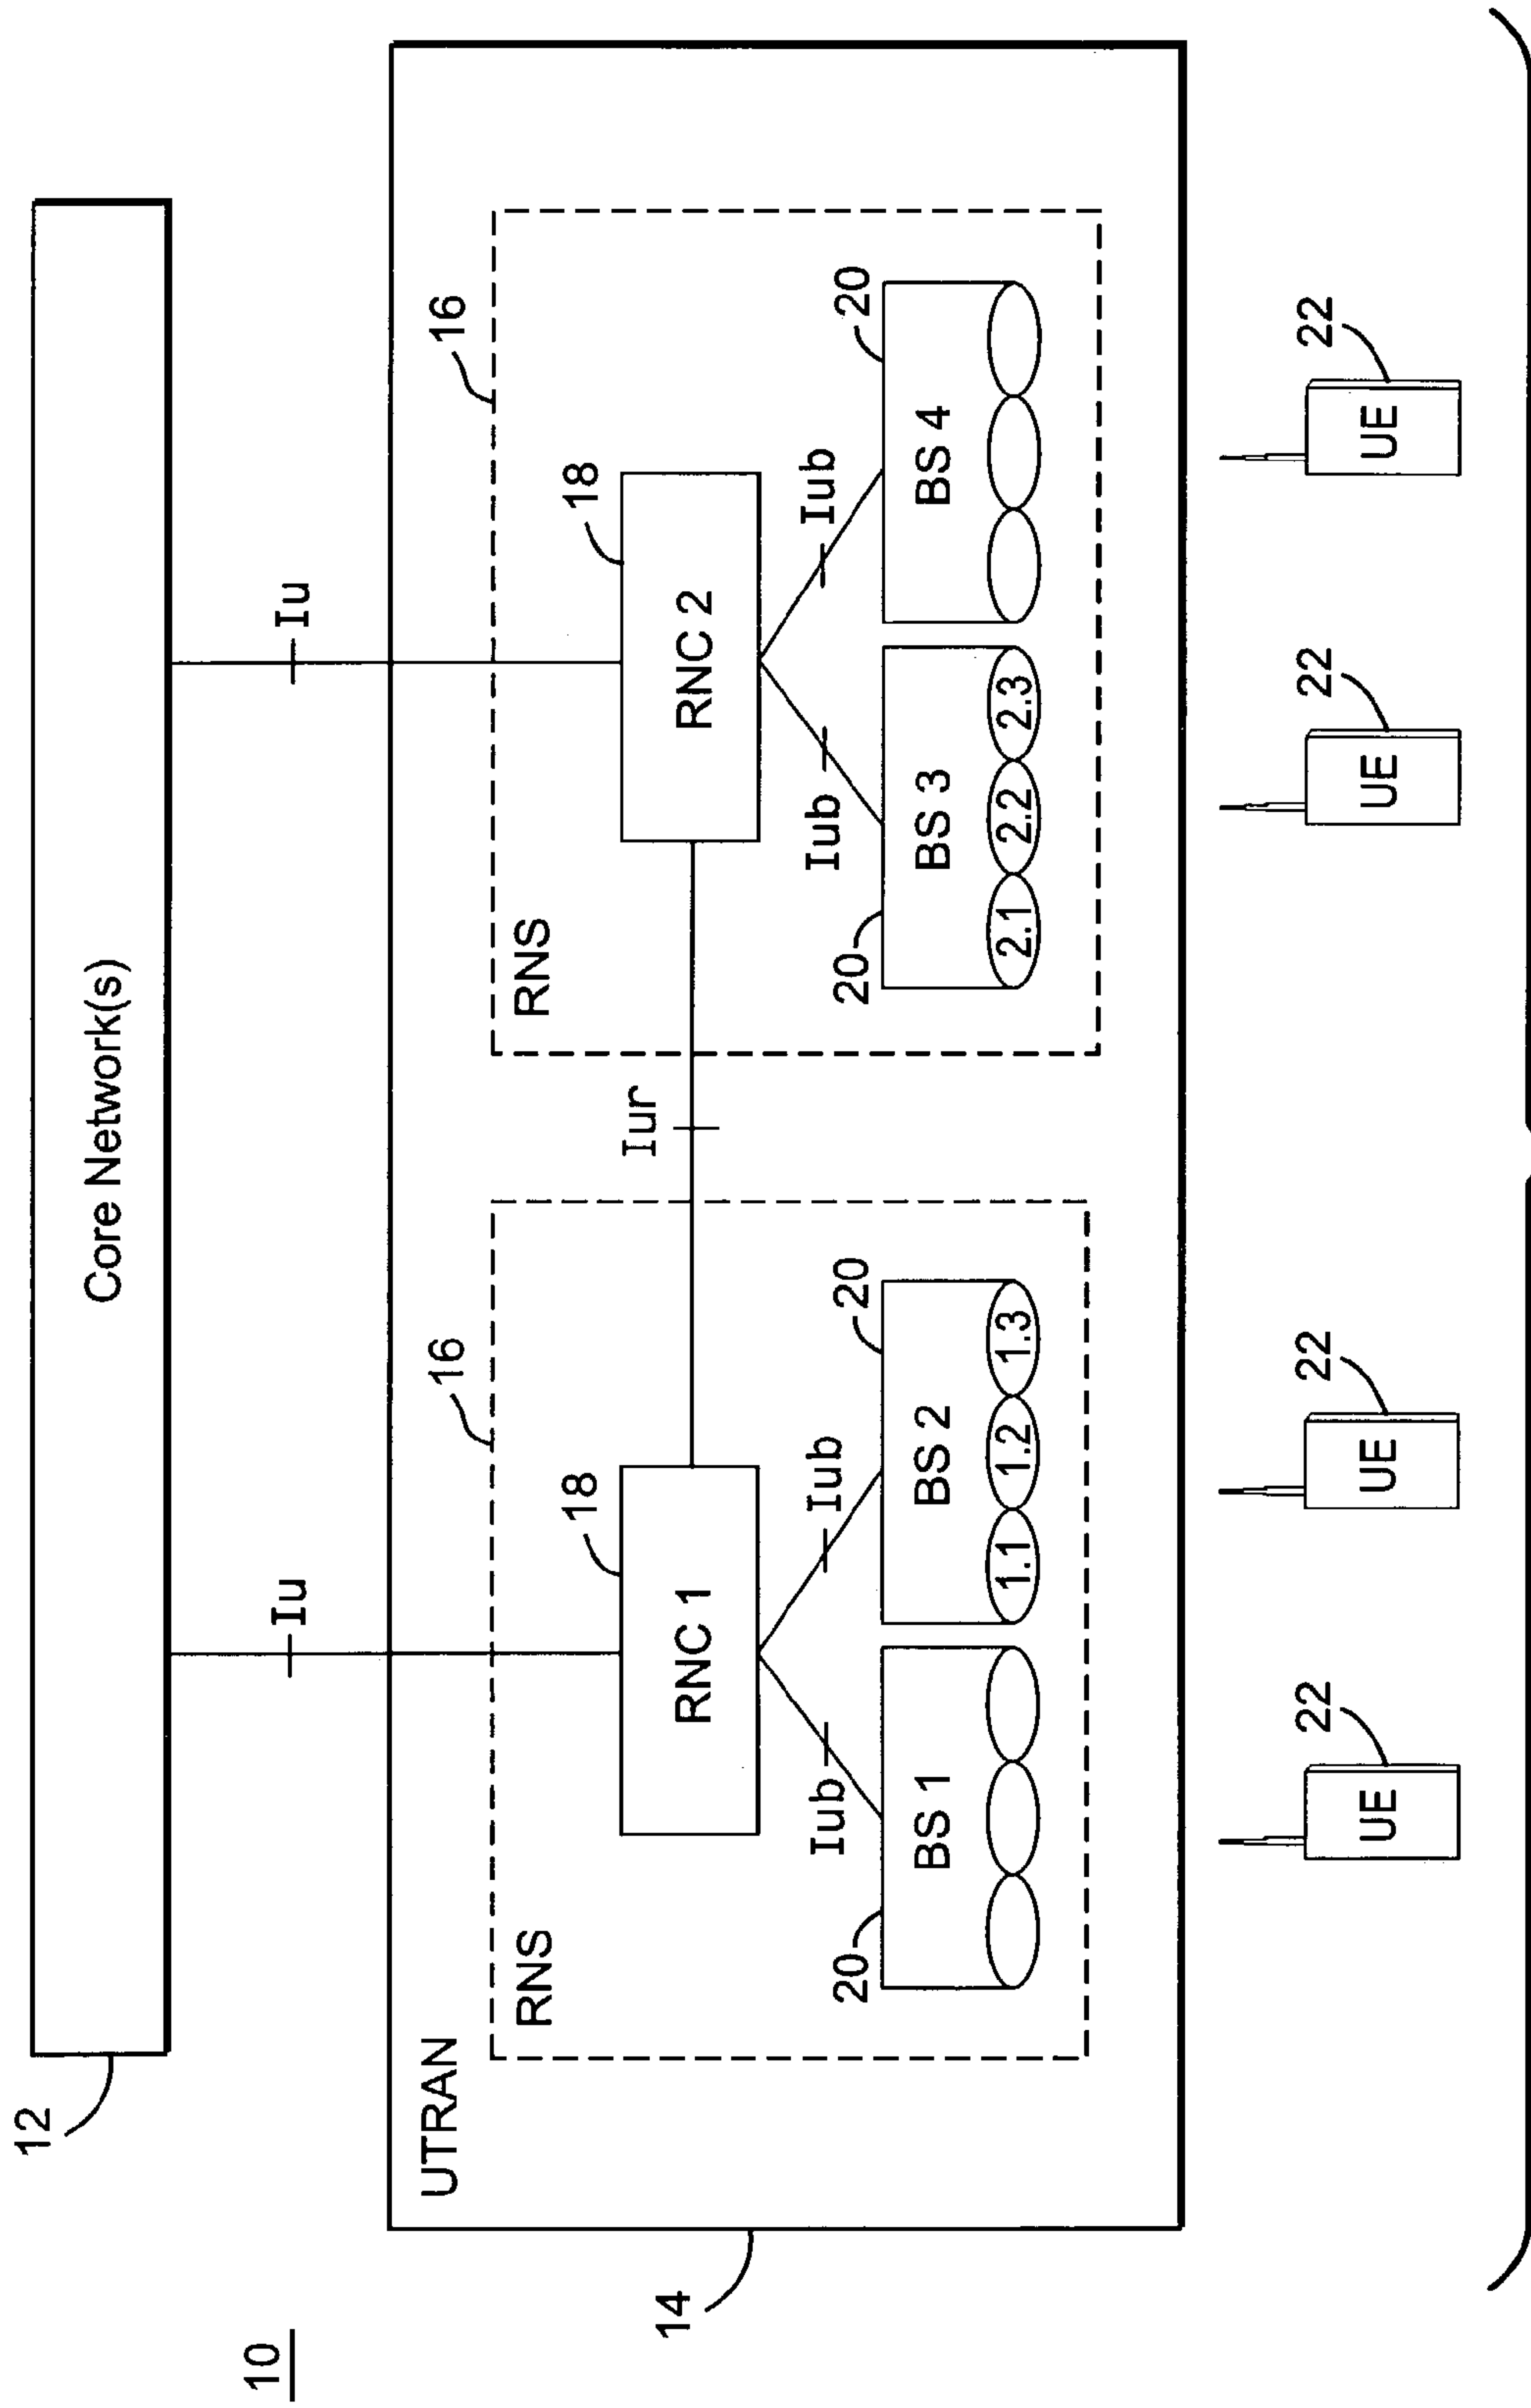 10
12
Core Network(s)
Iu
Iu
14
UTRAN
RNS
16
18
RNC 1
Iub
Iub
20
BS 1
20
BS 2
1.1
1.2
1.3
Iur
RNS
16
18
RNC 2
Iub
Iub
20
BS 3
2.1
2.2
2.3
20
BS 4
22
UE
22
UE
22
UE
22
UE